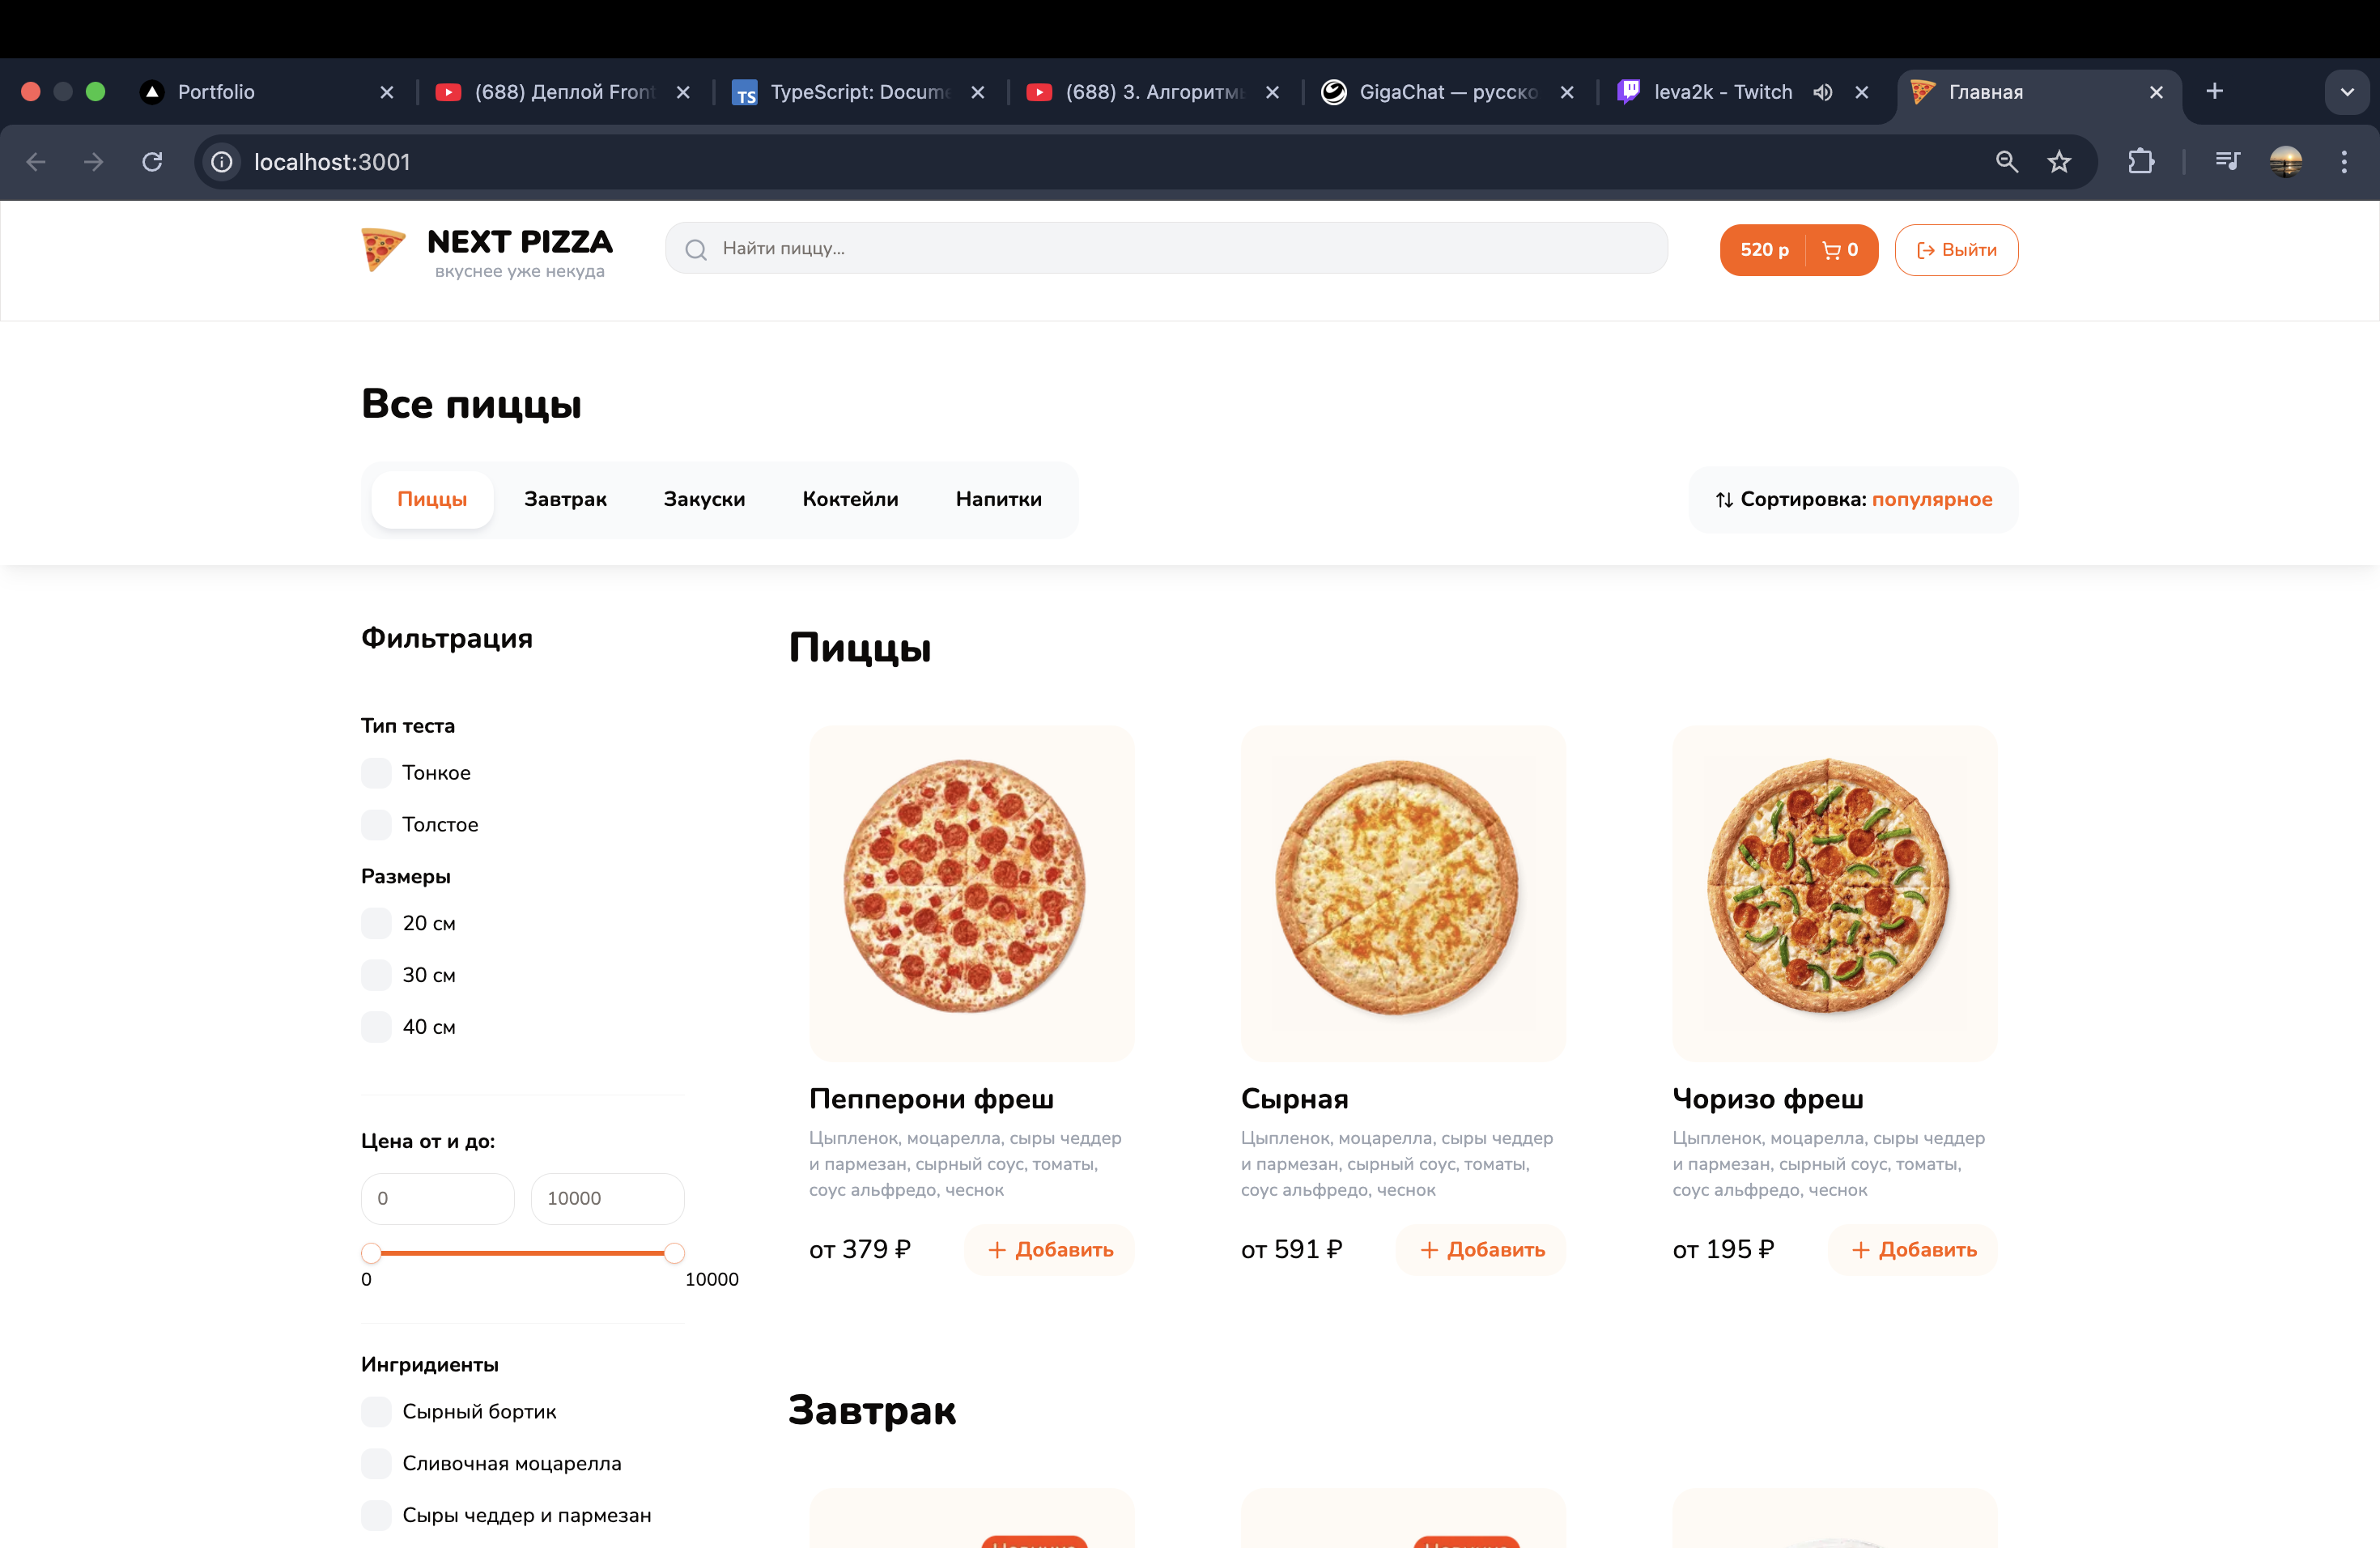 Portfolio
(688) Деплой Front
TS
TypeScript: Docume
(688) 3. Алгоритмы
GigaChat — русско
leva2k - Twitch
Главная
localhost:3001
NEXT PIZZA
вкуснее уже некуда
Найти пиццу...
520 р
0
Выйти
Все пиццы
Пиццы
Завтрак
Закуски
Коктейли
Напитки
Сортировка: популярное
Фильтрация
Тип теста
Тонкое
Толстое
Размеры
20 см
30 см
40 см
Цена от и до:
0
10000
0
10000
Ингридиенты
Сырный бортик
Сливочная моцарелла
Сыры чеддер и пармезан
Пиццы
Пепперони фреш
Цыпленок, моцарелла, сыры чеддер
и пармезан, сырный соус, томаты,
соус альфредо, чеснок
от 379 ₽
Добавить
Сырная
Цыпленок, моцарелла, сыры чеддер
и пармезан, сырный соус, томаты,
соус альфредо, чеснок
от 591 ₽
Добавить
Чоризо фреш
Цыпленок, моцарелла, сыры чеддер
и пармезан, сырный соус, томаты,
соус альфредо, чеснок
от 195 ₽
Добавить
Завтрак